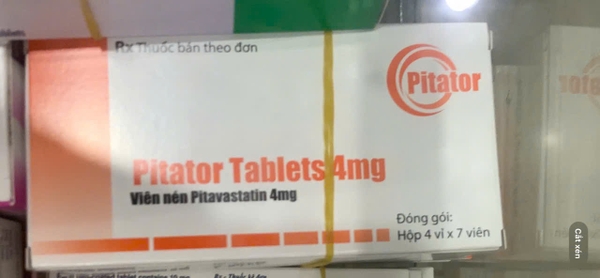 Rx Thuốc bán theo đơn
Pitator
Pitator Tablets 4mg
Viên nén Pitavastatin 4mg
Đóng gói:
Hộp 4 vỉ x 7 viên
Cắt xén